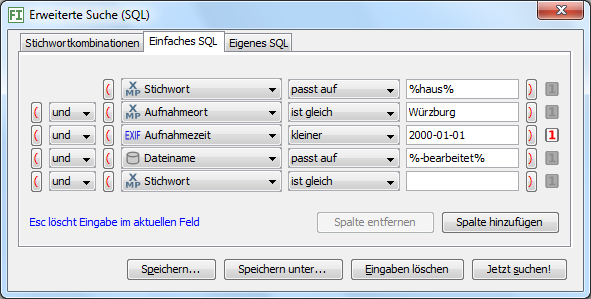 FI Erweiterte Suche (SQL)
Stichwortkombinationen Einfaches SQL Eigenes SQL
( XMP Stichwort passt auf %haus% ) 1
( und ( XMP Aufnahmeort ist gleich Würzburg ) 1
( und ( EXIF Aufnahmezeit kleiner 2000-01-01 ) 1
( und ( Dateiname passt auf %-bearbeitet% ) 1
( und ( XMP Stichwort ist gleich ) 1
Esc löscht Eingabe im aktuellen Feld Spalte entfernen Spalte hinzufügen
Speichern... Speichern unter... Eingaben löschen Jetzt suchen!